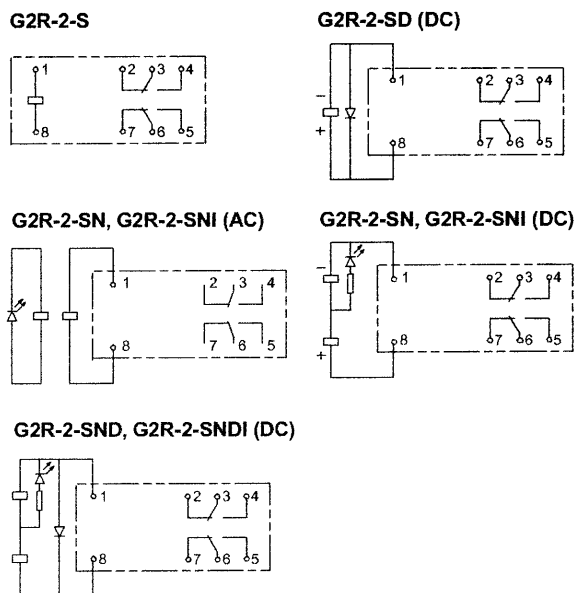 G2R-2-S
1 2 3 4
8 7 6 5
G2R-2-SD (DC)
1 2 3 4
−
+
8 7 6 5
G2R-2-SN, G2R-2-SNI (AC)
1 2 3 4
8 7 6 5
G2R-2-SN, G2R-2-SNI (DC)
−
1 2 3 4
+
8 7 6 5
G2R-2-SND, G2R-2-SNDI (DC)
1 2 3 4
8 7 6 5